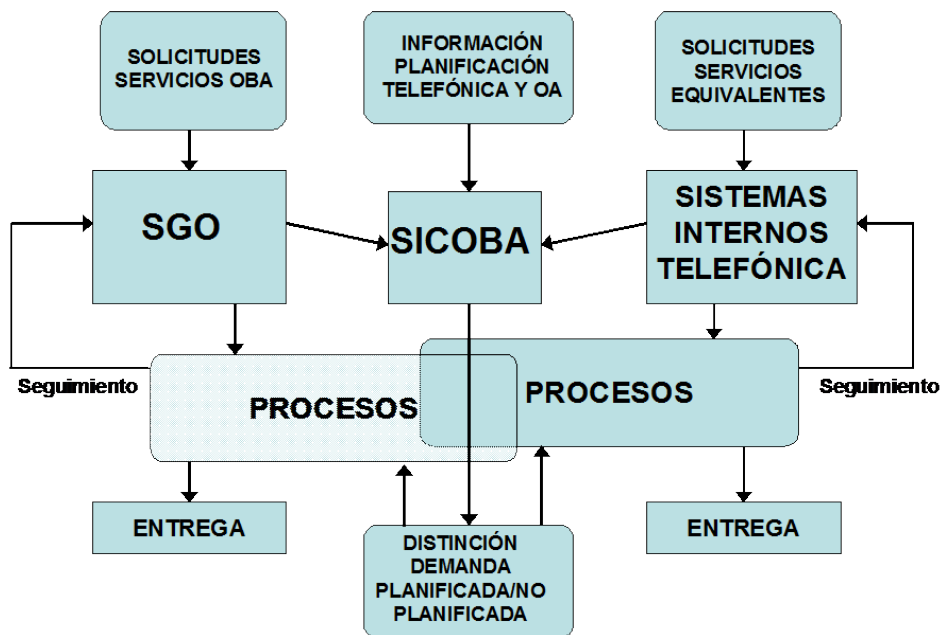 SOLICITUDES
SERVICIOS OBA
INFORMACIÓN
PLANIFICACIÓN
TELEFÓNICA Y OA
SOLICITUDES
SERVICIOS
EQUIVALENTES
SGO
SICOBA
SISTEMAS
INTERNOS
TELEFÓNICA
Seguimiento
PROCESOS
PROCESOS
Seguimiento
ENTREGA
DISTINCIÓN
DEMANDA
PLANIFICADA/NO
PLANIFICADA
ENTREGA